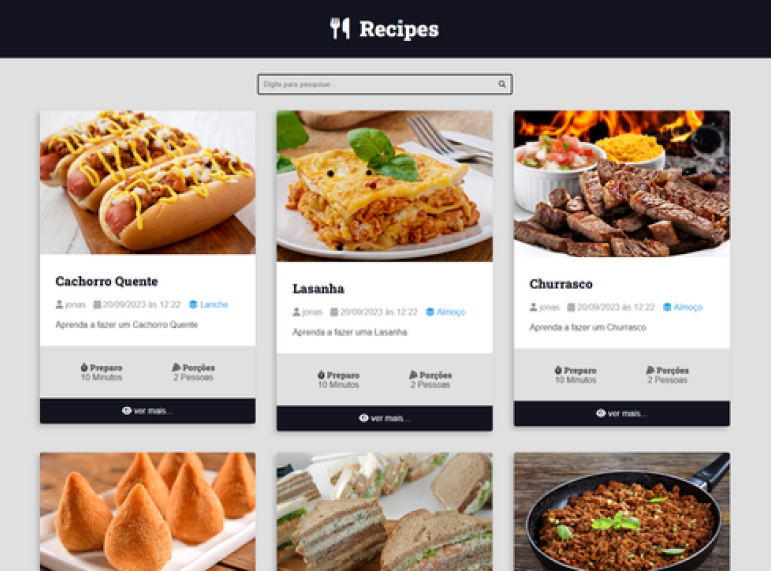 Recipes
Digite para pesquisar...
Cachorro Quente
jonas 20/09/2023 às 12:22 Lanche
Aprenda a fazer um Cachorro Quente
Preparo Porções
10 Minutos 2 Pessoas
ver mais...
Lasanha
jonas 20/09/2023 às 12:22 Almoço
Aprenda a fazer uma Lasanha.
Preparo Porções
10 Minutos 2 Pessoas
ver mais...
Churrasco
jonas 20/09/2023 às 12:22 Almoço
Aprenda a fazer um Churrasco.
Preparo Porções
10 Minutos 2 Pessoas
ver mais...